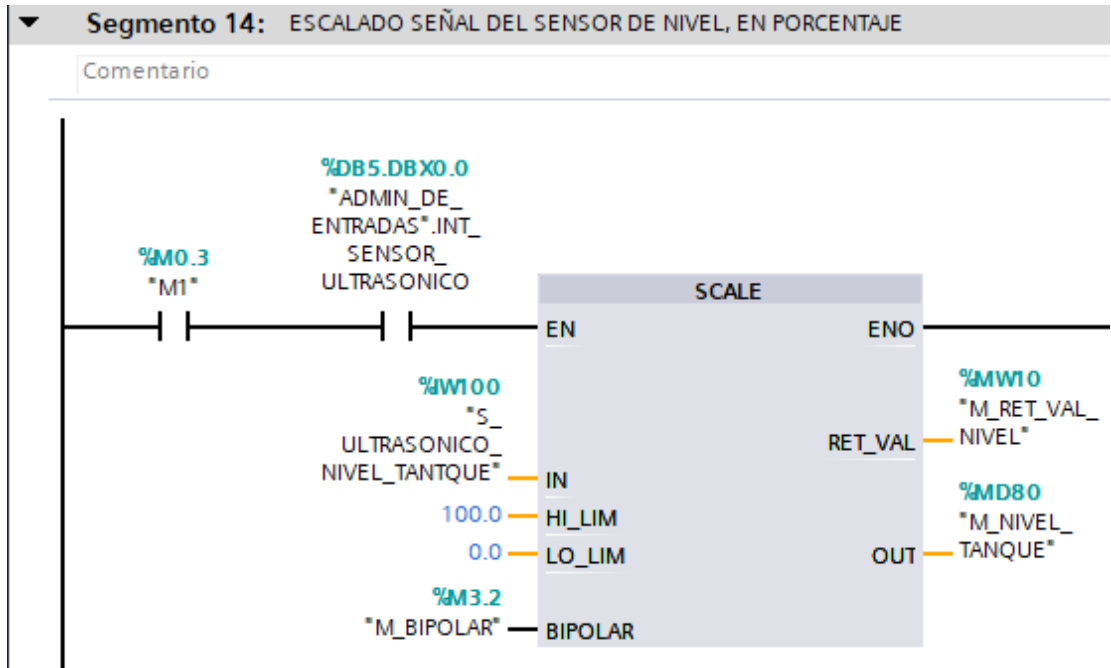 Segmento 14: ESCALADO SEÑAL DEL SENSOR DE NIVEL, EN PORCENTAJE
Comentario
%DB5.DBX0.0
"ADMIN_DE_
ENTRADAS".INT_
SENSOR_
ULTRASONICO
%M0.3
"M1"
SCALE
EN
ENO
%IW100
"S_
ULTRASONICO_
NIVEL_TANTQUE"
IN
100.0
HI_LIM
0.0
LO_LIM
%M3.2
"M_BIPOLAR"
BIPOLAR
%MW10
"M_RET_VAL_
NIVEL"
RET_VAL
%MD80
"M_NIVEL_
TANQUE"
OUT